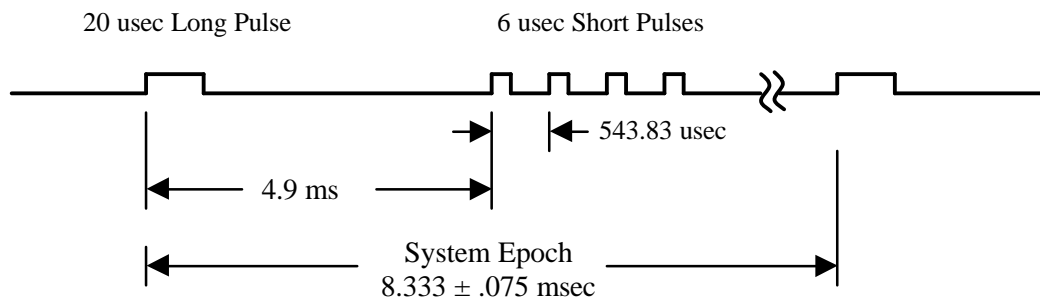 20 usec Long Pulse
6 usec Short Pulses
543.83 usec
4.9 ms
System Epoch
8.333 ± .075 msec